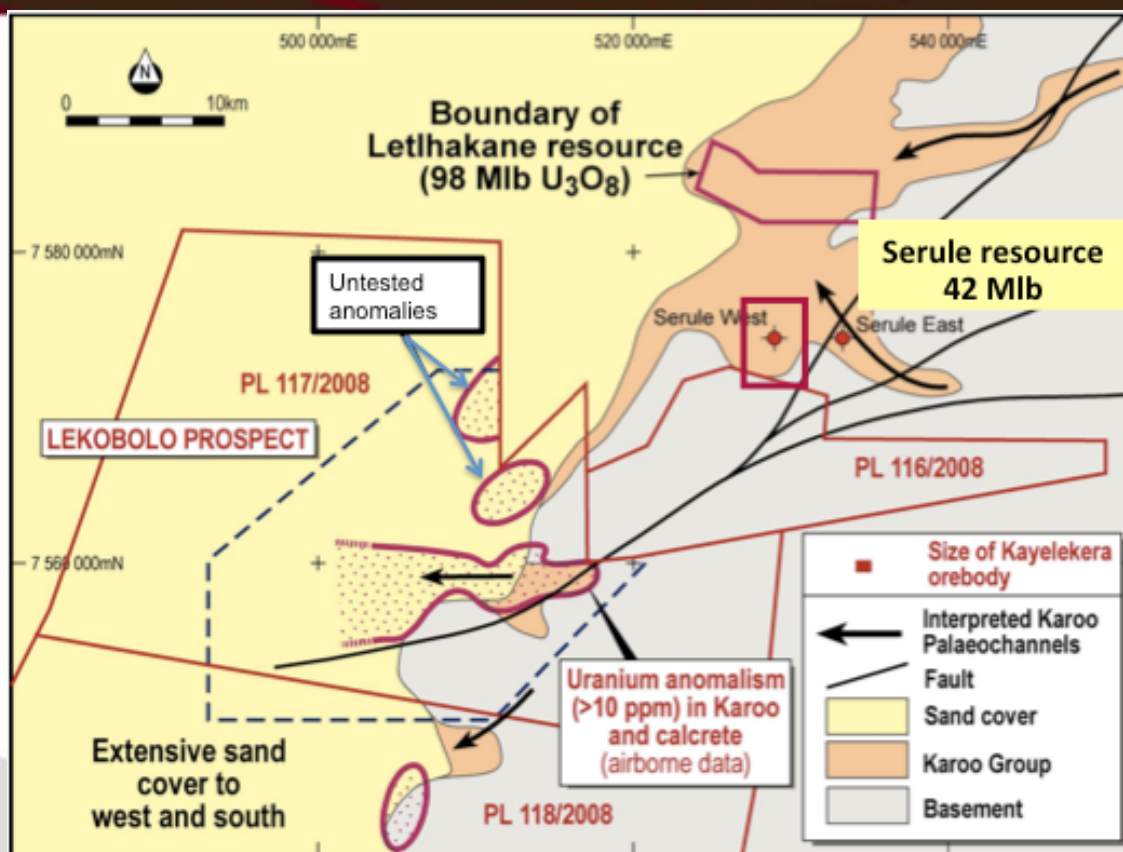 500 000mE
520 000mE
540 000mE
N
0
10km
Boundary of
Letlhakane resource
(98 Mlb U₃O₈)
7 580 000mN
Serule resource
42 Mlb
Untested
anomalies
Serule West
Serule East
PL 117/2008
LEKOBOLO PROSPECT
PL 116/2008
7 560 000mN
Size of Kayelekera
orebody
Interpreted Karoo
Palaeochannels
Fault
Sand cover
Karoo Group
Basement
Uranium anomalism
(>10 ppm) in Karoo
and calcrete
(airborne data)
Extensive sand
cover to
west and south
PL 118/2008